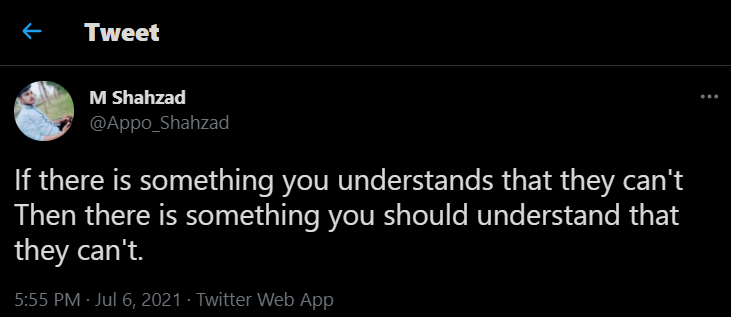 Tweet
M Shahzad
@Appo_Shahzad
If there is something you understands that they can't
Then there is something you should understand that
they can't.
5:55 PM · Jul 6, 2021 · Twitter Web App